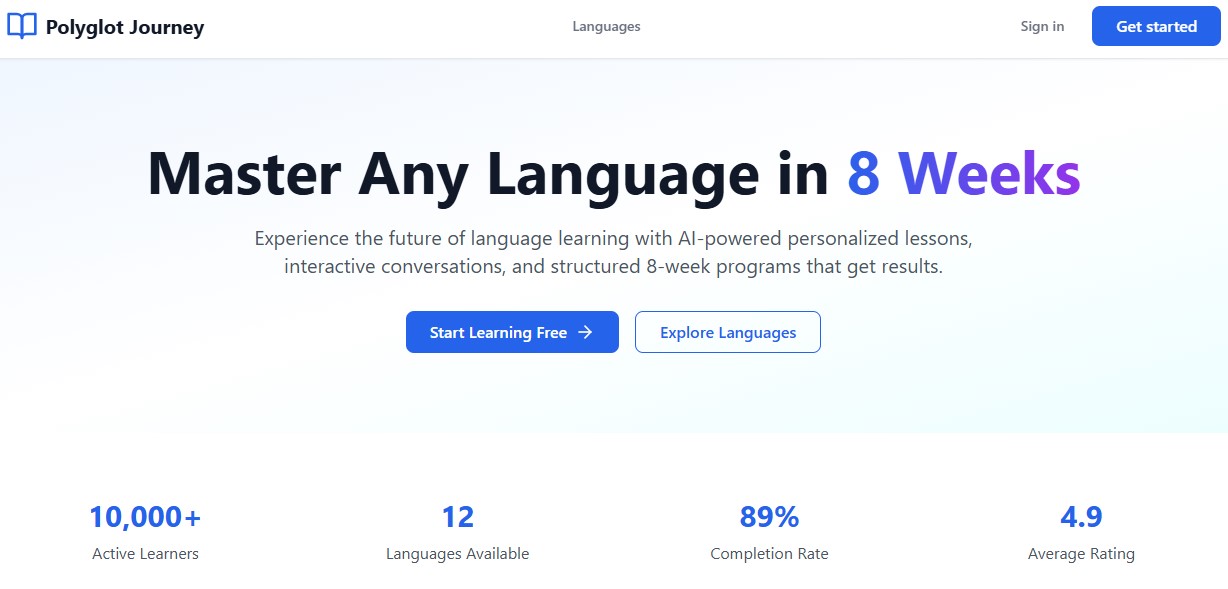 Polyglot Journey
Languages
Sign in
Get started
Master Any Language in 8 Weeks
Experience the future of language learning with AI-powered personalized lessons,
interactive conversations, and structured 8-week programs that get results.
Start Learning Free →
Explore Languages
10,000+
Active Learners
12
Languages Available
89%
Completion Rate
4.9
Average Rating